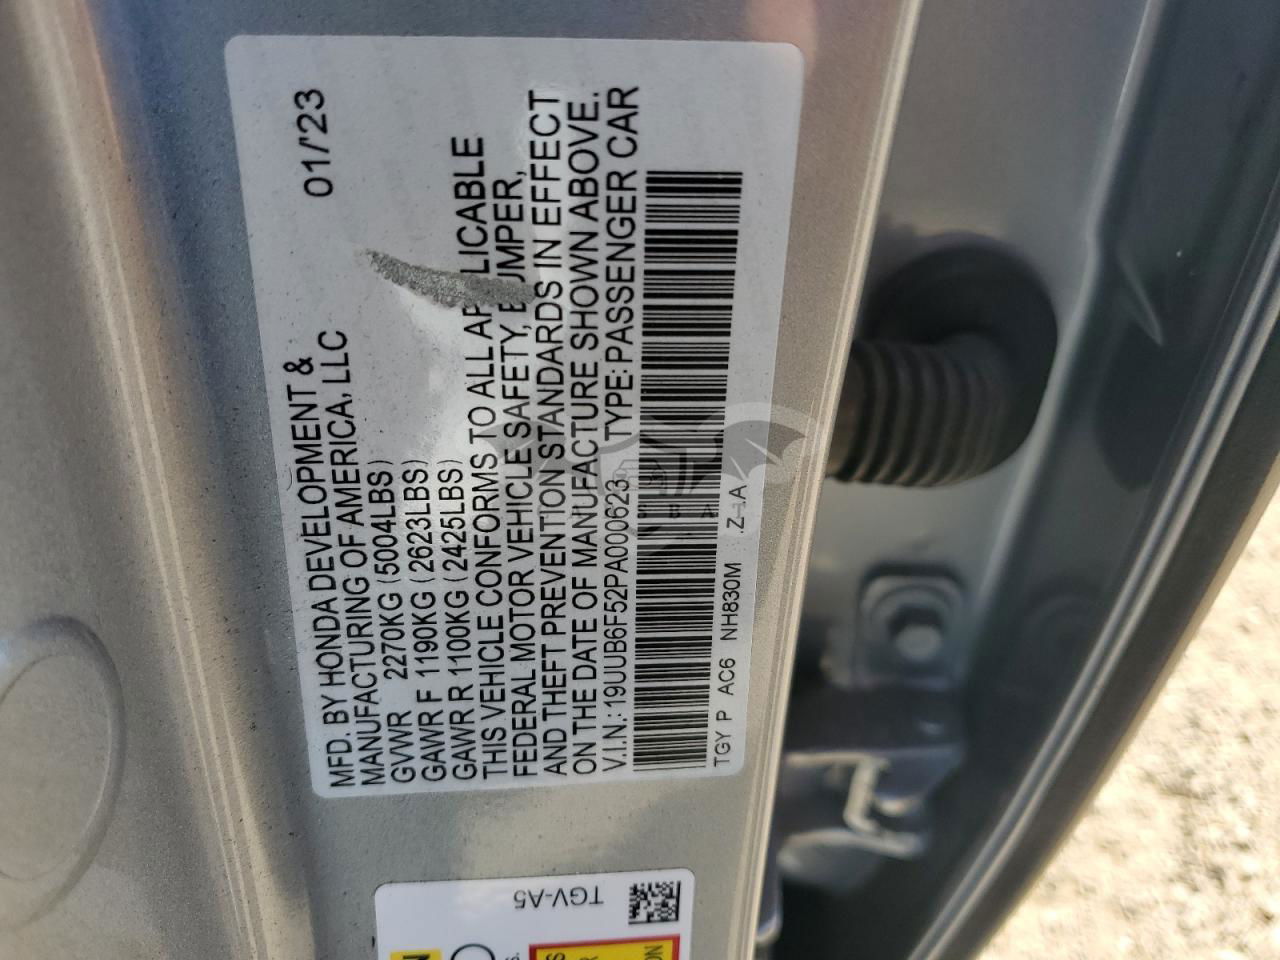 MFD. BY HONDA DEVELOPMENT &
MANUFACTURING OF AMERICA, LLC 01/'23
GVWR 2270KG (5004LBS)
GAWR F 1190KG (2623LBS)
GAWR R 1100KG (2425LBS)
THIS VEHICLE CONFORMS TO ALL APPLICABLE
FEDERAL MOTOR VEHICLE SAFETY, BUMPER,
AND THEFT PREVENTION STANDARDS IN EFFECT
ON THE DATE OF MANUFACTURE SHOWN ABOVE.
V.I.N.: 19UUB6F52PA000623 TYPE: PASSENGER CAR
TGY P AC6 NH830M Z-A
TGV-A5